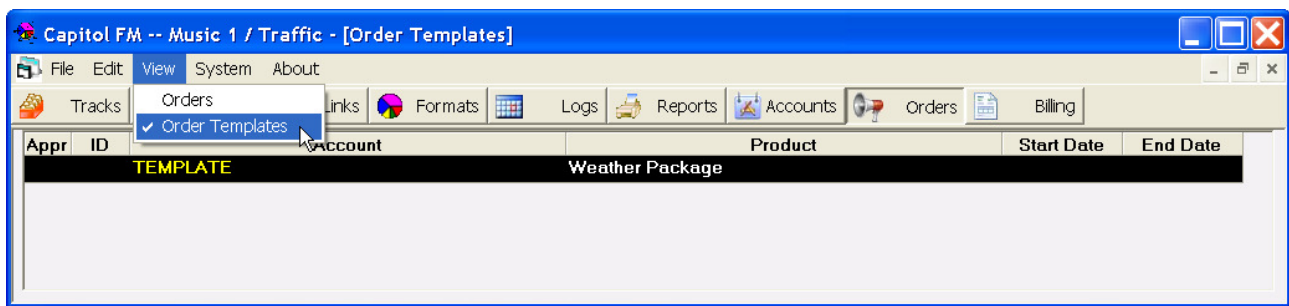 Capitol FM -- Music 1 / Traffic - [Order Templates]
File Edit View System About
Tracks Links Formats Logs Reports Accounts Orders Billing
Orders
Order Templates
Appr ID Account Product Start Date End Date
TEMPLATE Weather Package